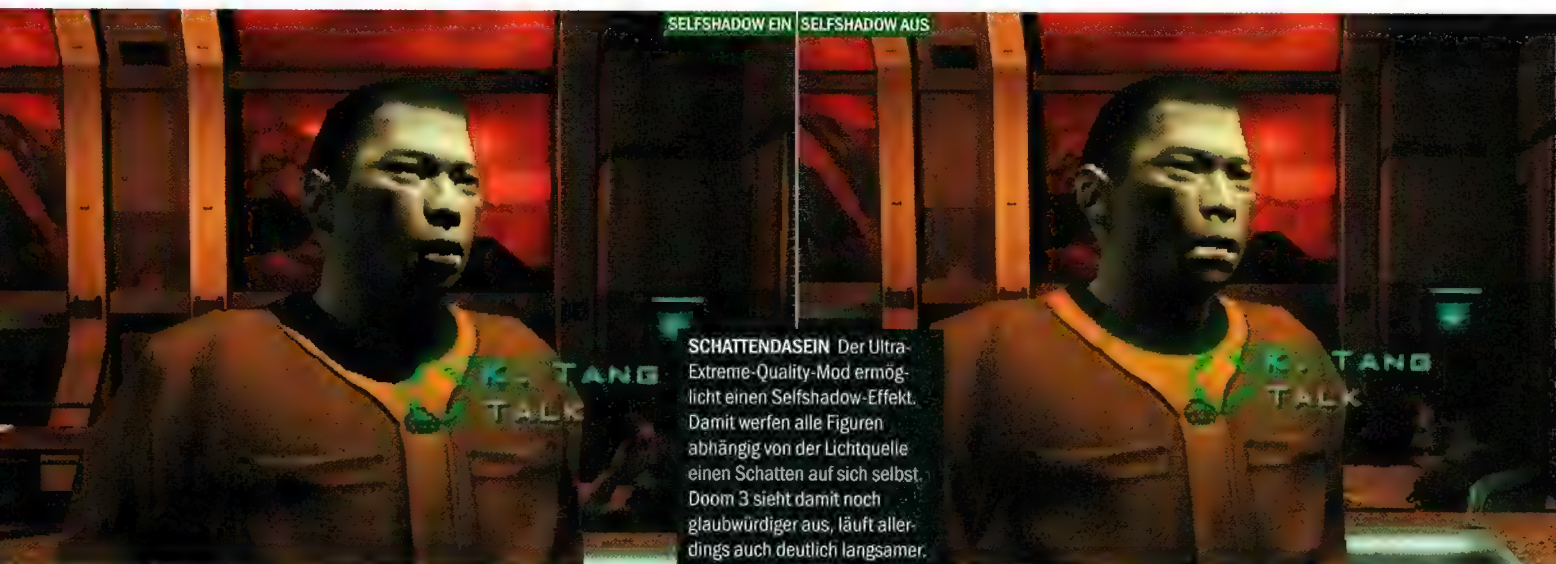 SELFSHADOW EIN SELFSHADOW AUS
K. TANG
TALK
SCHATTENDASEIN Der Ultra-
Extreme-Quality-Mod ermög-
licht einen Selfshadow-Effekt.
Damit werfen alle Figuren
abhängig von der Lichtquelle
einen Schatten auf sich selbst.
Doom 3 sieht damit noch
glaubwürdiger aus, läuft aller-
dings auch deutlich langsamer.
K. TANG
TALK